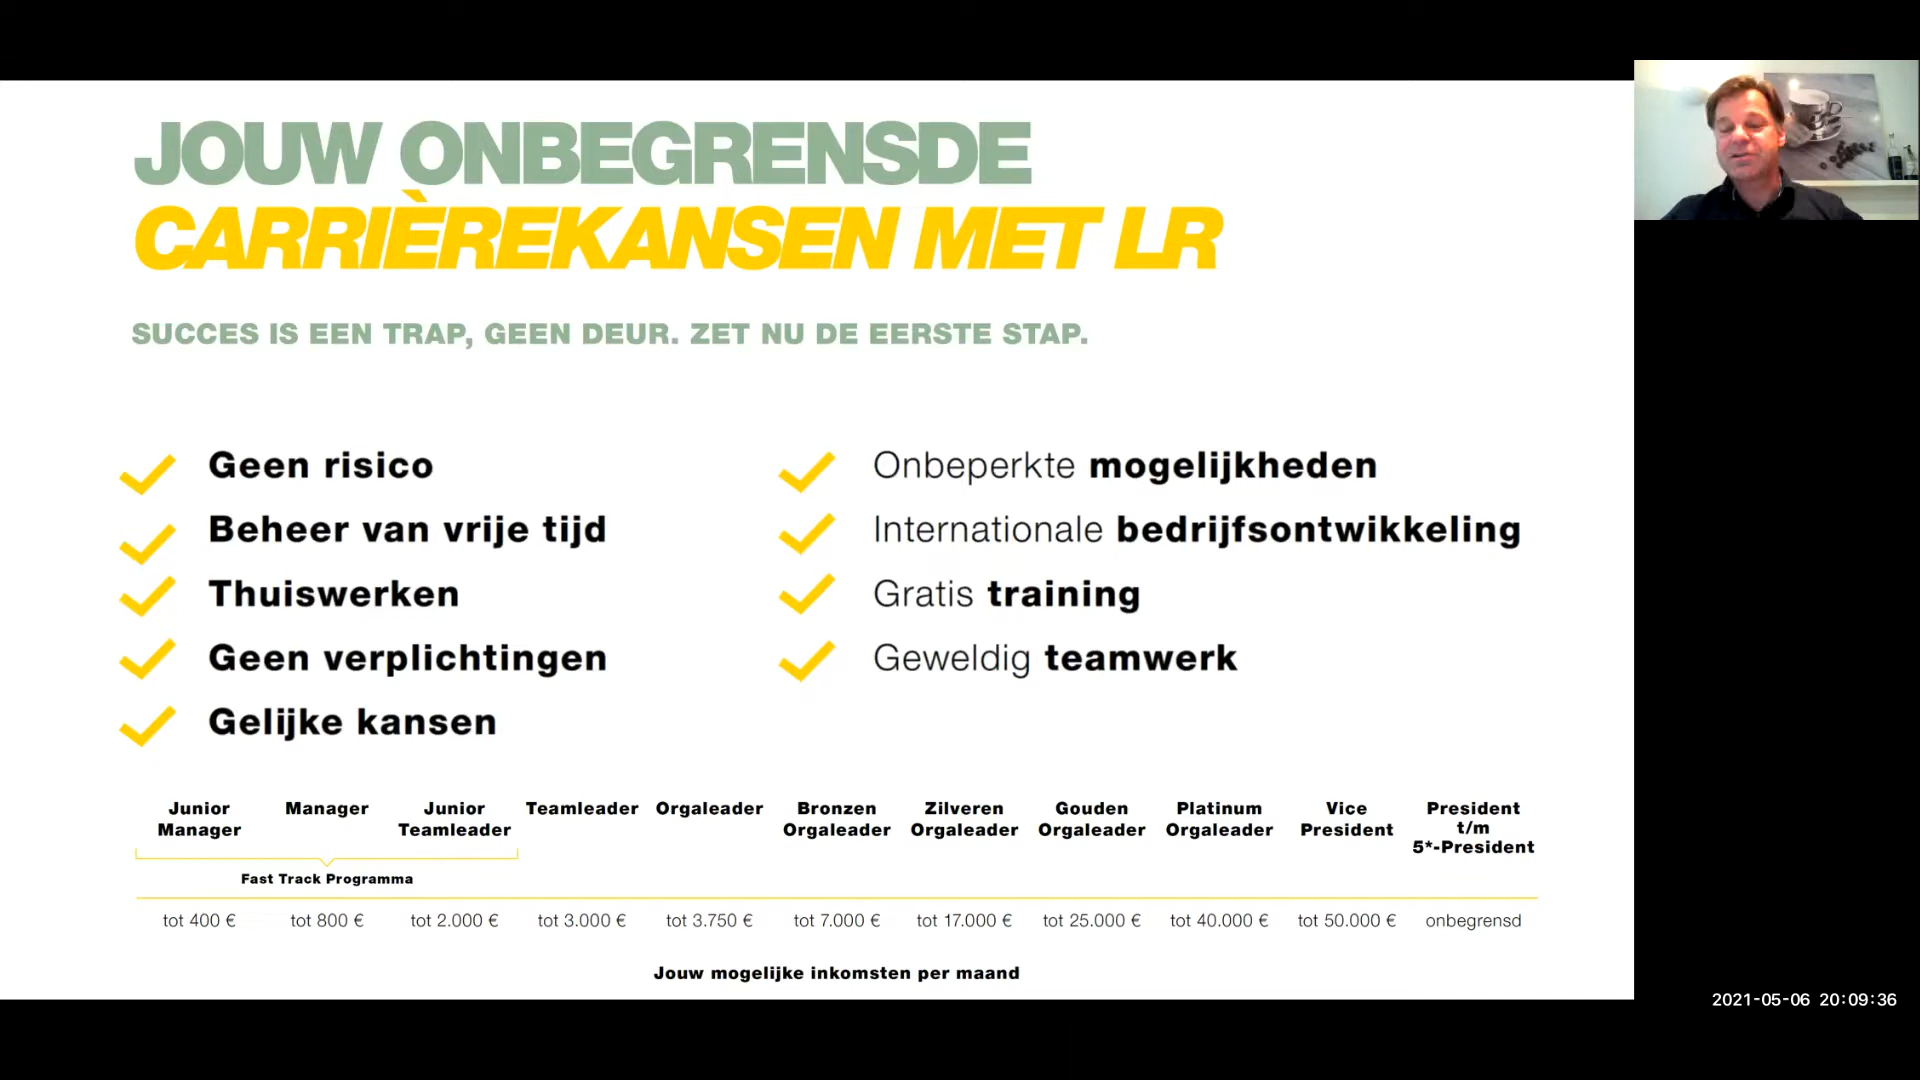 JOUW ONBEGRENSDE
CARRIÈREKANSEN MET LR
SUCCES IS EEN TRAP, GEEN DEUR. ZET NU DE EERSTE STAP.
Geen risico
Beheer van vrije tijd
Thuiswerken
Geen verplichtingen
Gelijke kansen
Onbeperkte mogelijkheden
Internationale bedrijfsontwikkeling
Gratis training
Geweldig teamwerk
Junior Manager
Manager
Junior Teamleader
Teamleader
Orgaleader
Bronzen Orgaleader
Zilveren Orgaleader
Gouden Orgaleader
Platinum Orgaleader
Vice President
President t/m 5*-President
Fast Track Programma
tot 400 € tot 800 € tot 2.000 € tot 3.000 € tot 3.750 € tot 7.000 € tot 17.000 € tot 25.000 € tot 40.000 € tot 50.000 € onbegrensd
Jouw mogelijke inkomsten per maand
2021-05-06 20:09:36